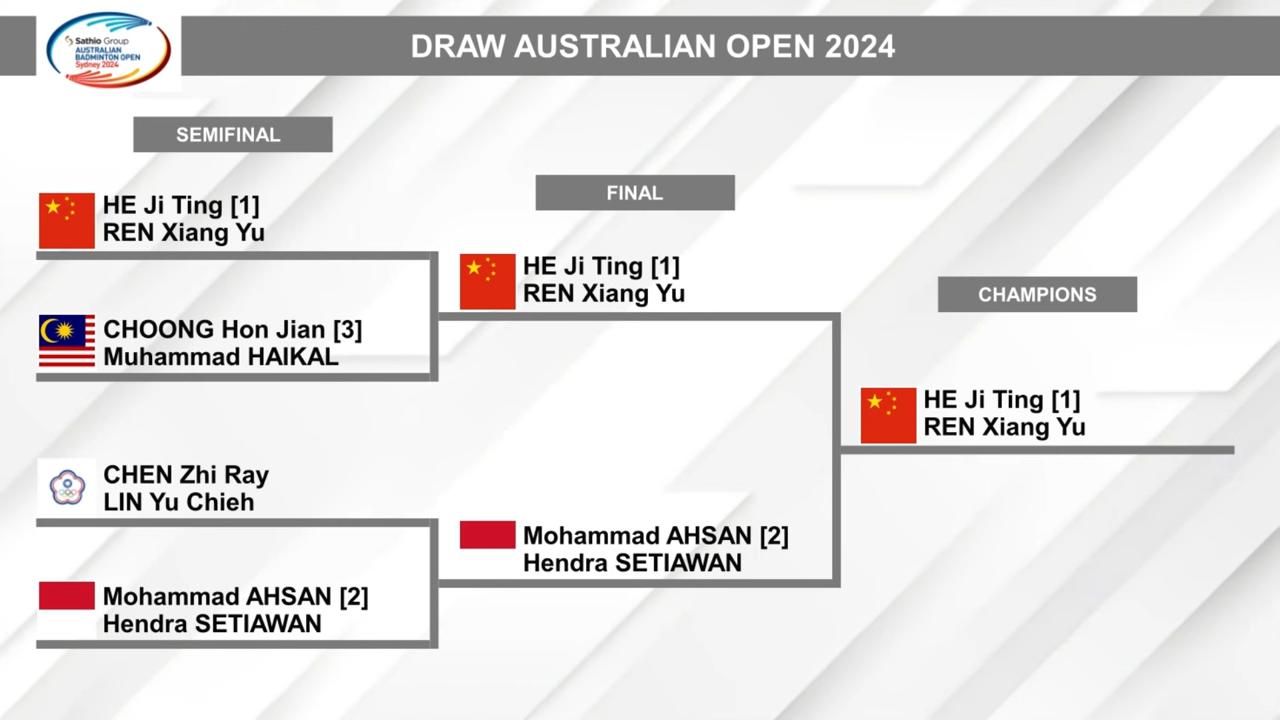 Sathio Group
AUSTRALIAN
BADMINTON OPEN
Sydney 2024
DRAW AUSTRALIAN OPEN 2024
SEMIFINAL
HE Ji Ting [1]
REN Xiang Yu
CHOONG Hon Jian [3]
Muhammad HAIKAL
CHEN Zhi Ray
LIN Yu Chieh
Mohammad AHSAN [2]
Hendra SETIAWAN
FINAL
HE Ji Ting [1]
REN Xiang Yu
Mohammad AHSAN [2]
Hendra SETIAWAN
CHAMPIONS
HE Ji Ting [1]
REN Xiang Yu